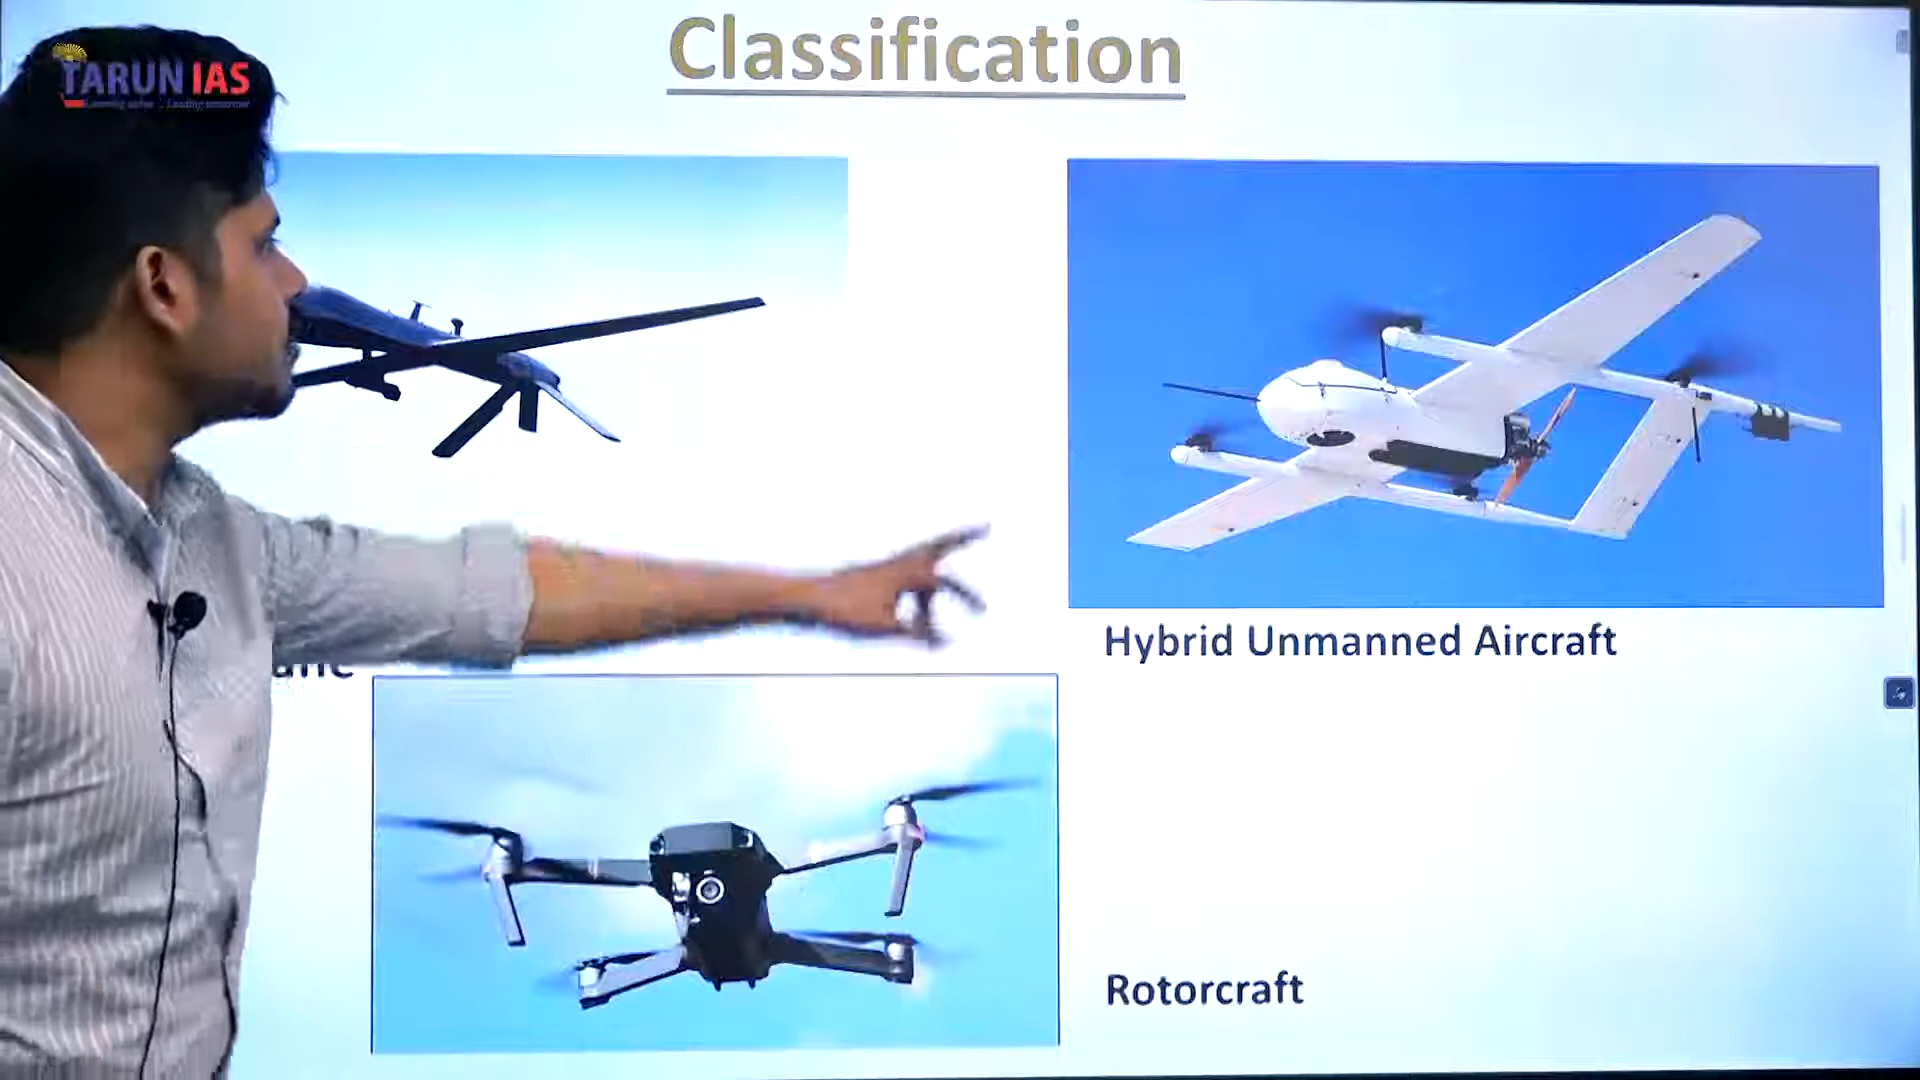 Classification
TARUN IAS
Hybrid Unmanned Aircraft
Rotorcraft